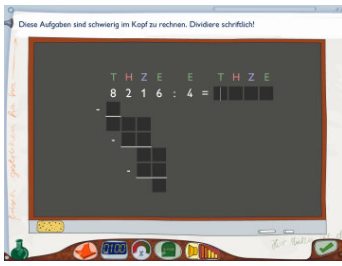 Diese Aufgaben sind schwierig im Kopf zu rechnen. Dividiere schriftlich!
T H Z E E T H Z E
8 2 1 6 : 4 =
-
-
-